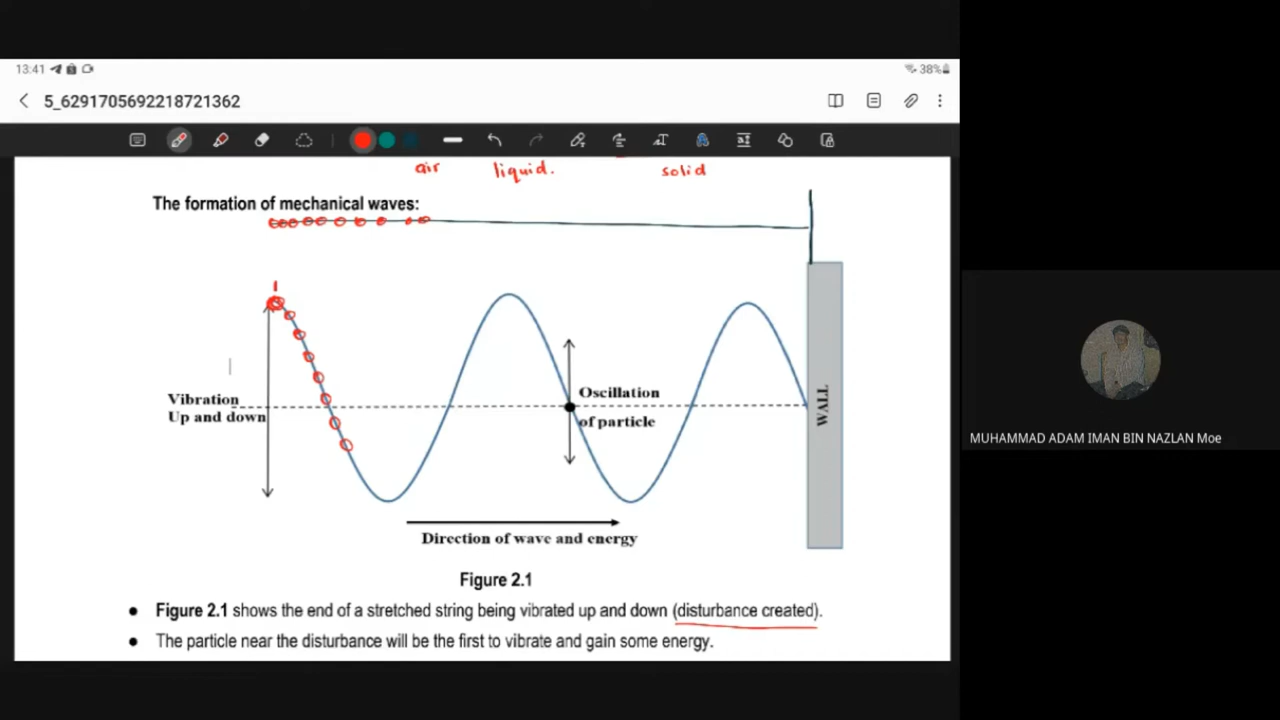 13:41
38%
5_6291705692218721362
air liquid. solid
The formation of mechanical waves:
1
Vibration
Up and down
Oscillation
of particle
WALL
Direction of wave and energy
Figure 2.1
● Figure 2.1 shows the end of a stretched string being vibrated up and down (disturbance created).
● The particle near the disturbance will be the first to vibrate and gain some energy.
MUHAMMAD ADAM IMAN BIN NAZLAN Moe